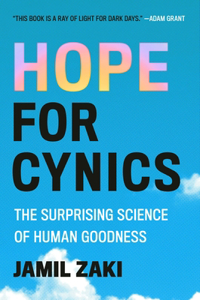 "THIS BOOK IS A RAY OF LIGHT FOR DARK DAYS." —ADAM GRANT
HOPE
FOR
CYNICS
THE SURPRISING SCIENCE
OF HUMAN GOODNESS
JAMIL ZAKI